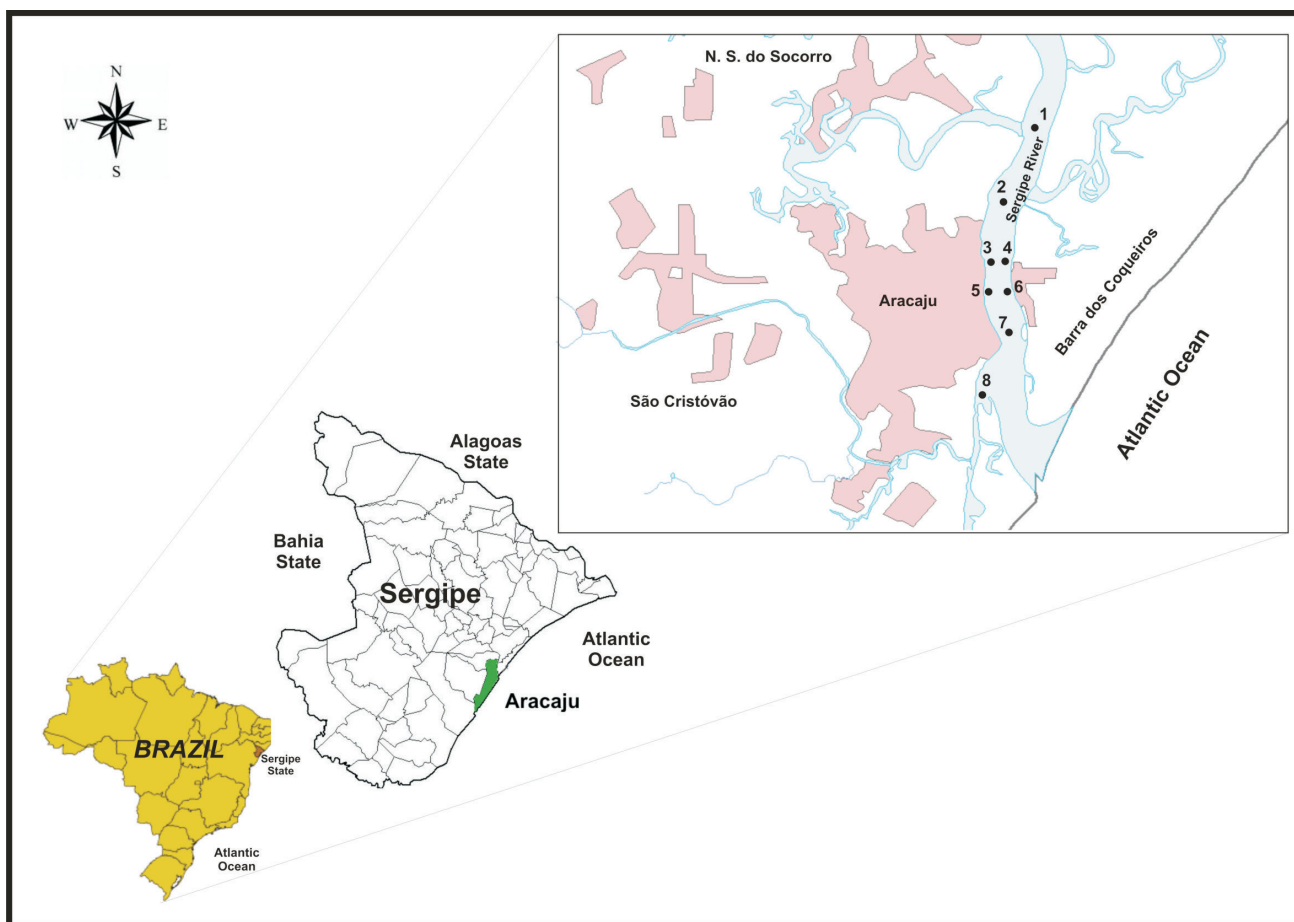 N
W
E
S
N. S. do Socorro
1
Sergipe River
2
3
4
5
6
7
8
Aracaju
Barra dos Coqueiros
Atlantic Ocean
São Cristóvão
Alagoas
State
Bahia
State
Sergipe
Atlantic
Ocean
Aracaju
BRAZIL
Sergipe
State
Atlantic
Ocean